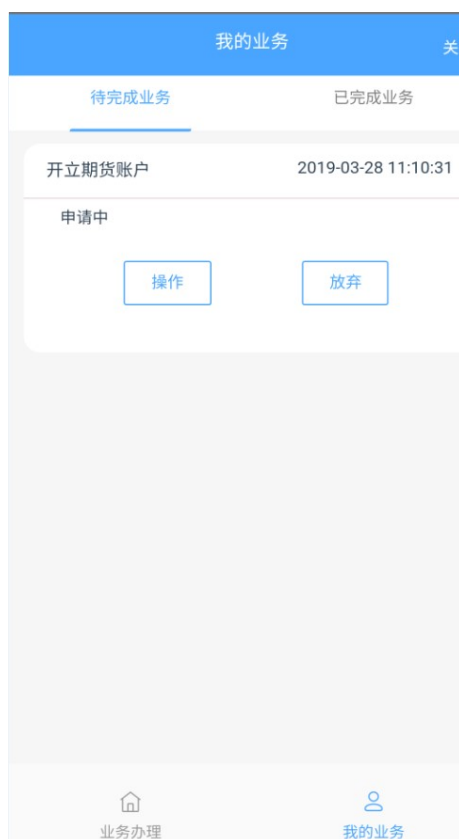 我的业务
关
待完成业务 已完成业务
开立期货账户 2019-03-28 11:10:31
申请中
操作 放弃
业务办理 我的业务